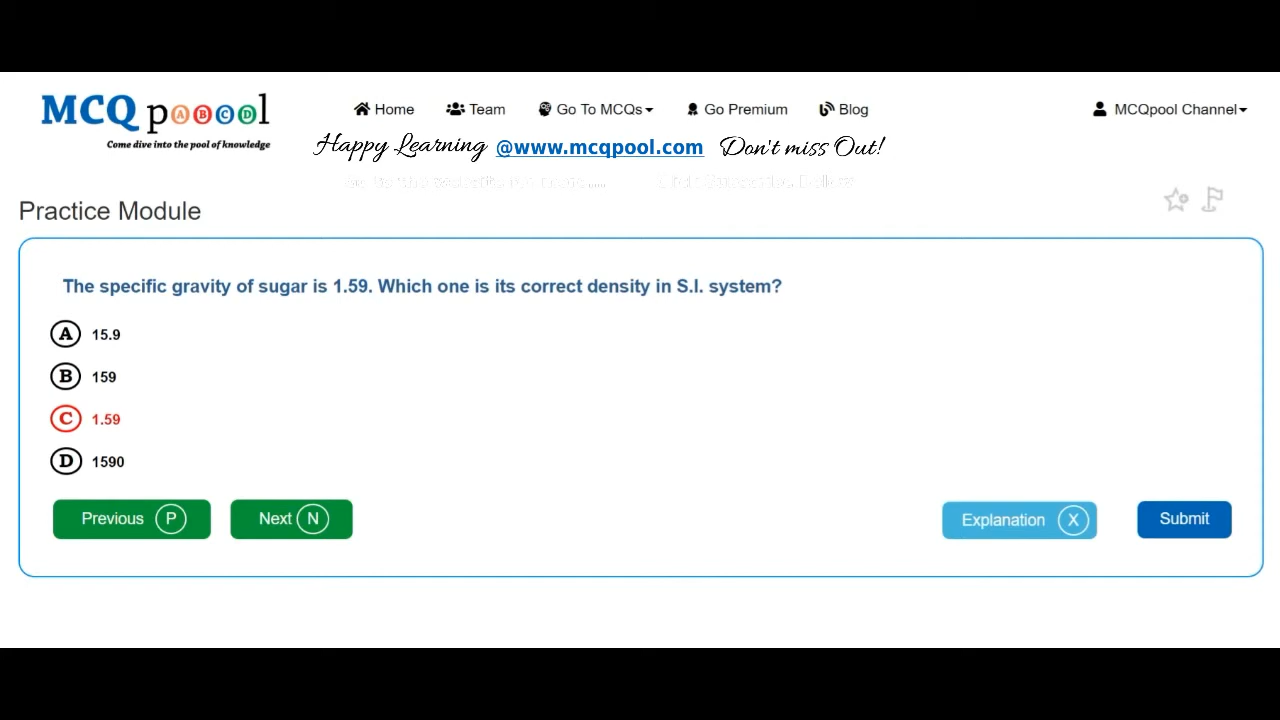 MCQ pooool
Come dive into the pool of knowledge
Home Team Go To MCQs Go Premium Blog MCQpool Channel
Happy Learning @www.mcqpool.com Don't miss Out!
Practice Module
The specific gravity of sugar is 1.59. Which one is its correct density in S.I. system?
A 15.9
B 159
C 1.59
D 1590
Previous P Next N Explanation X Submit